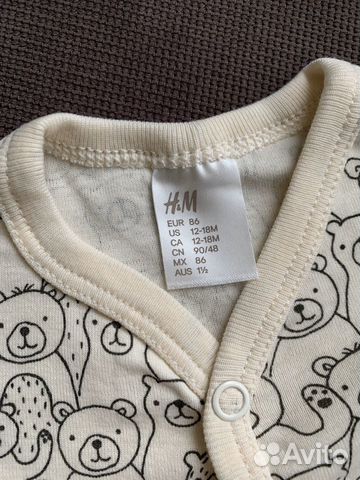 H&M
EUR 86
US 12-18M
CA 12-18M
CN 90/48
MX 86
AUS 1½
Avito